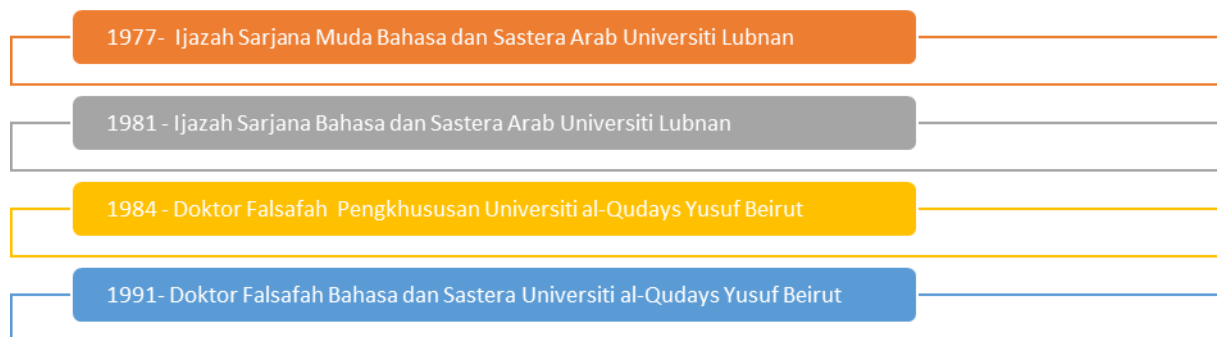 1977- Ijazah Sarjana Muda Bahasa dan Sastera Arab Universiti Lubnan
1981 - Ijazah Sarjana Bahasa dan Sastera Arab Universiti Lubnan
1984 - Doktor Falsafah Pengkhususan Universiti al-Qudays Yusuf Beirut
1991- Doktor Falsafah Bahasa dan Sastera Universiti al-Qudays Yusuf Beirut